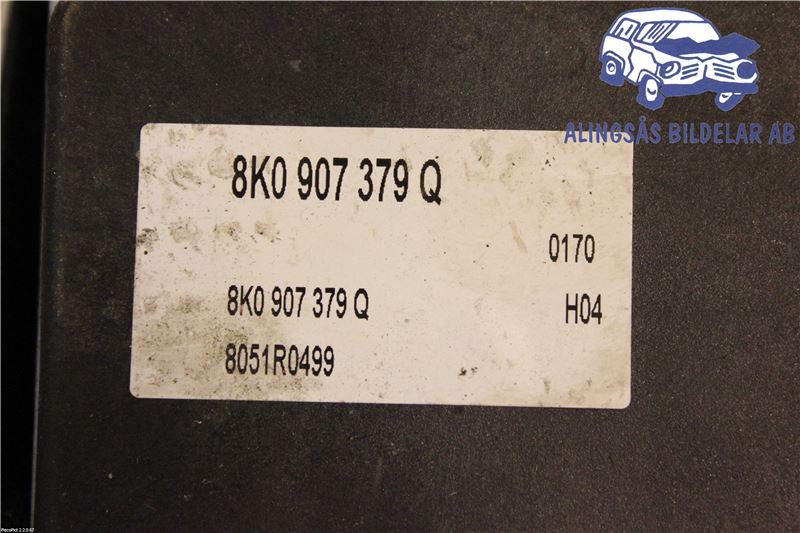 ALINGSÅS BILDELAR AB
8K0 907 379 Q
0170
8K0 907 379 Q H04
8051R0499